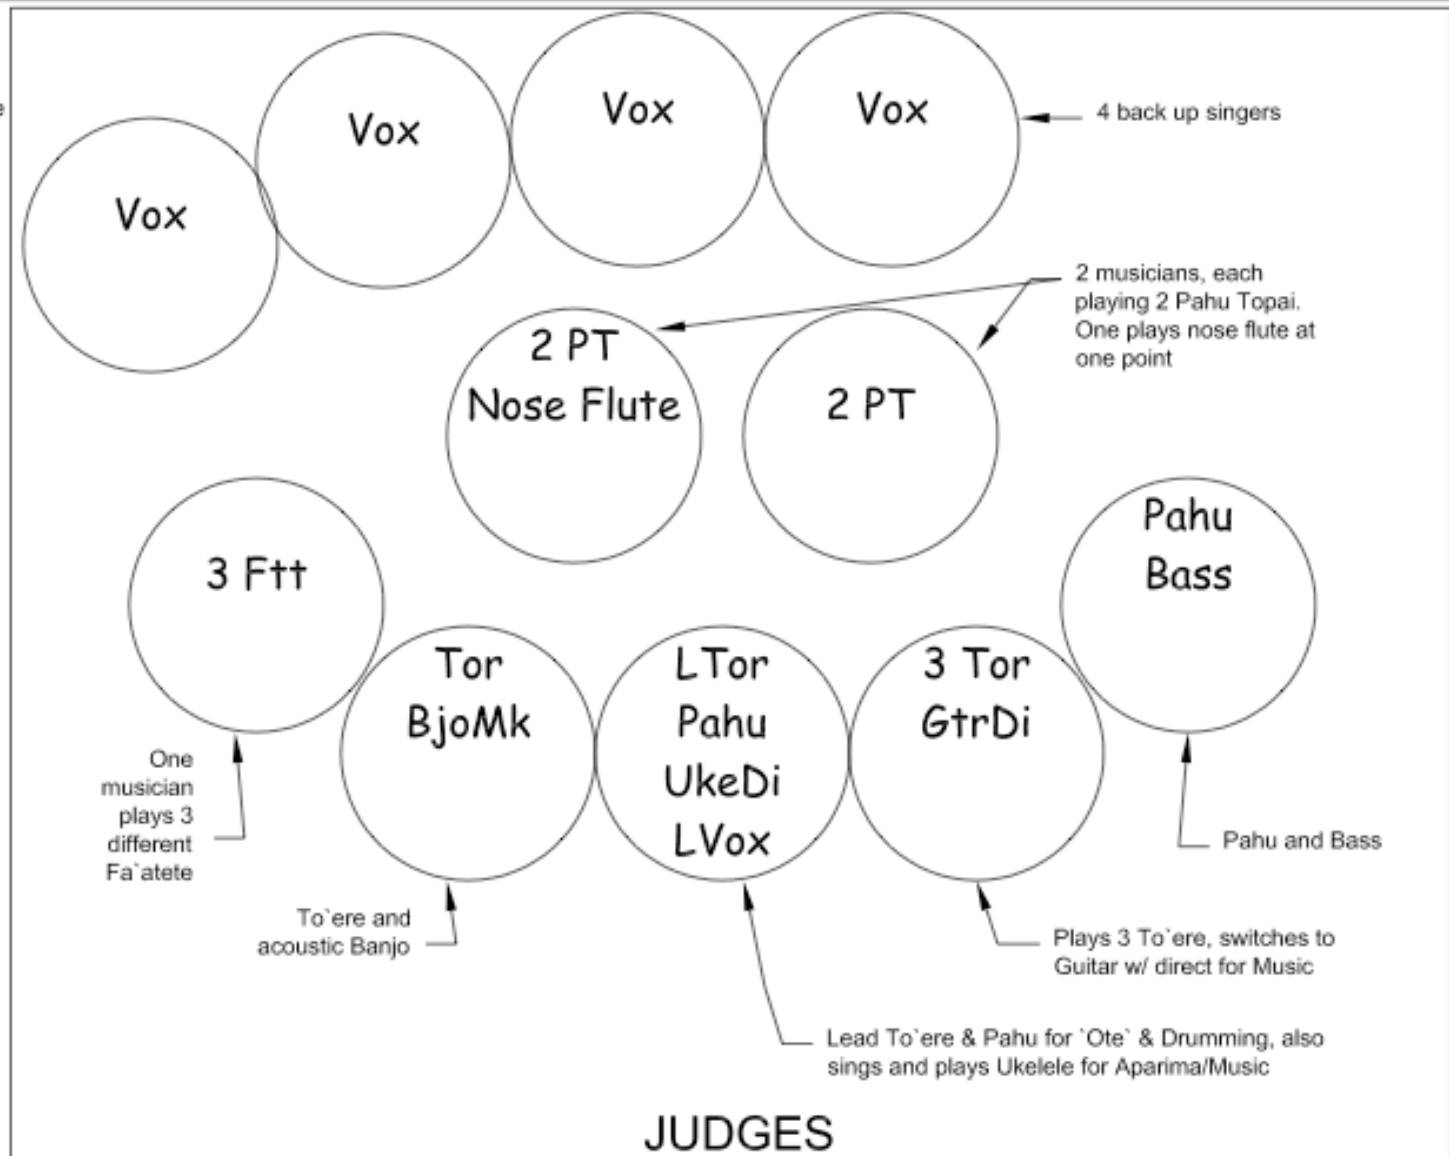 e
Vox
Vox
Vox
Vox
4 back up singers
2 musicians, each
playing 2 Pahu Topai.
One plays nose flute at
one point
2 PT
Nose Flute
2 PT
3 Ftt
Pahu
Bass
Tor
BjoMk
LTor
Pahu
UkeDi
LVox
3 Tor
GtrDi
One
musician
plays 3
different
Fa`atete
Pahu and Bass
To`ere and
acoustic Banjo
Plays 3 To`ere, switches to
Guitar w/ direct for Music
Lead To`ere & Pahu for `Ote` & Drumming, also
sings and plays Ukelele for Aparima/Music
JUDGES